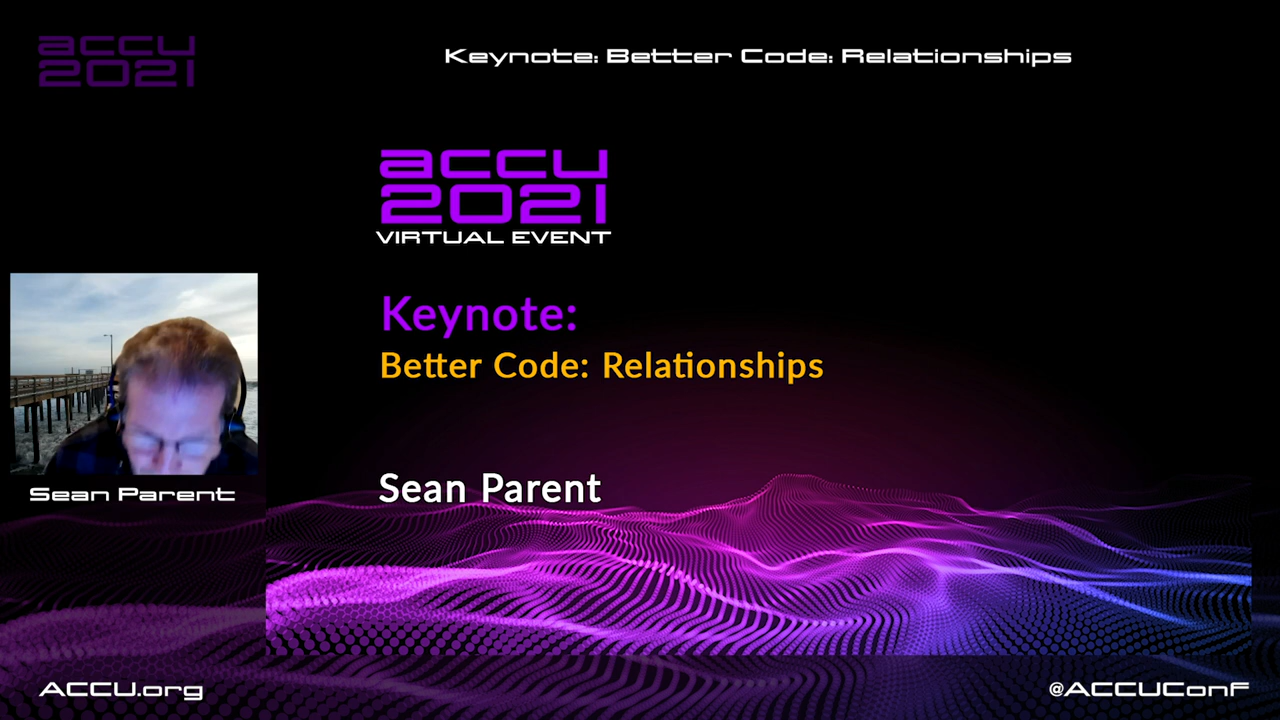 accu
2021
Keynote: Better Code: Relationships
accu
2021
VIRTUAL EVENT
Keynote:
Better Code: Relationships
Sean Parent
Sean Parent
ACCU.org
@ACCUConf